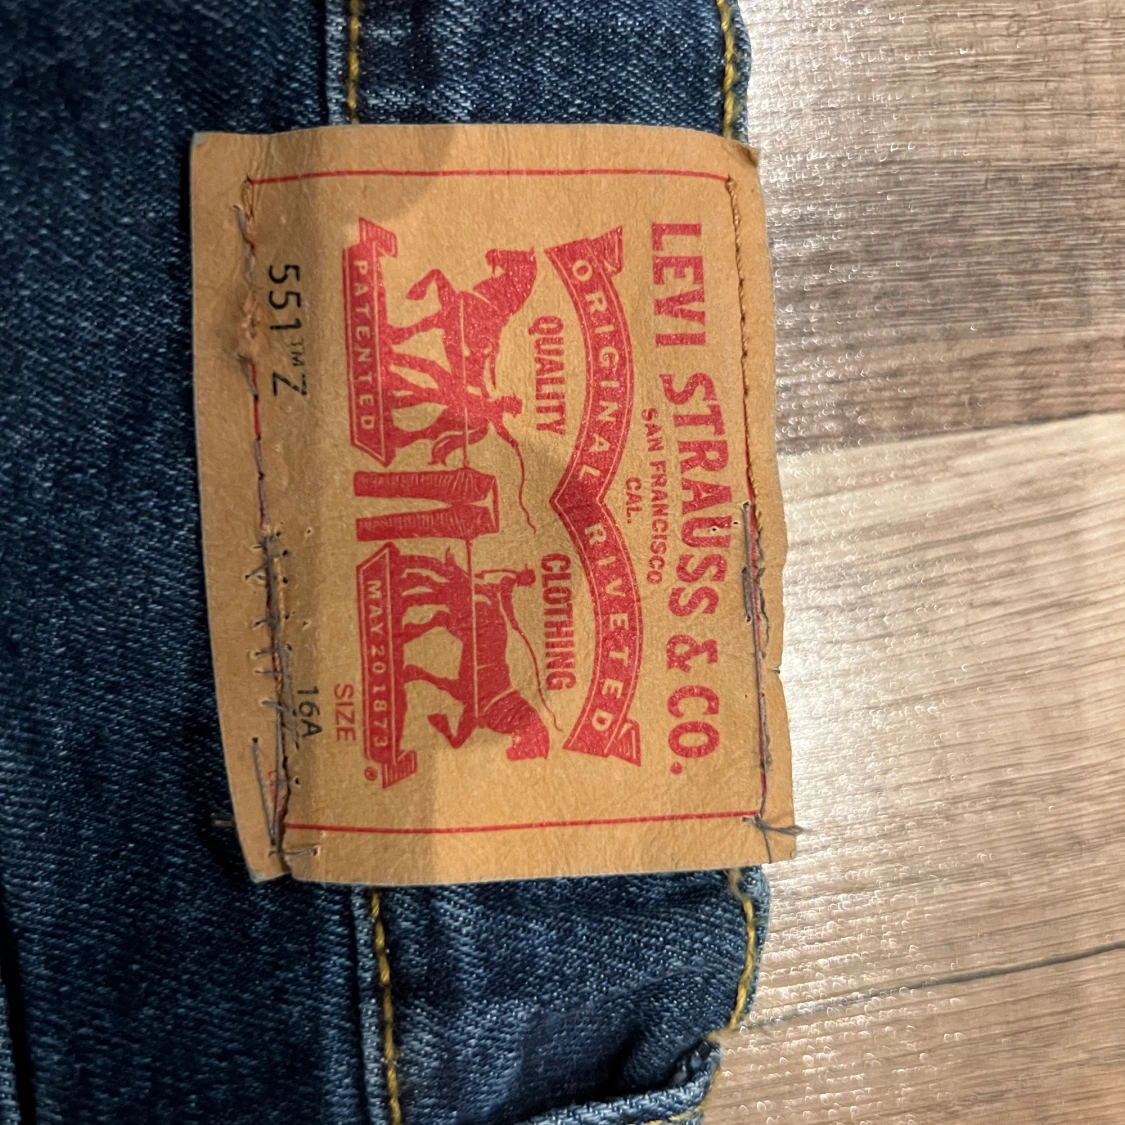 LEVI STRAUSS & CO.
SAN FRANCISCO
CAL.
ORIGINAL RIVETED
QUALITY CLOTHING
PATENTED MAY 20 1873 ®
SIZE
551™Z 16A